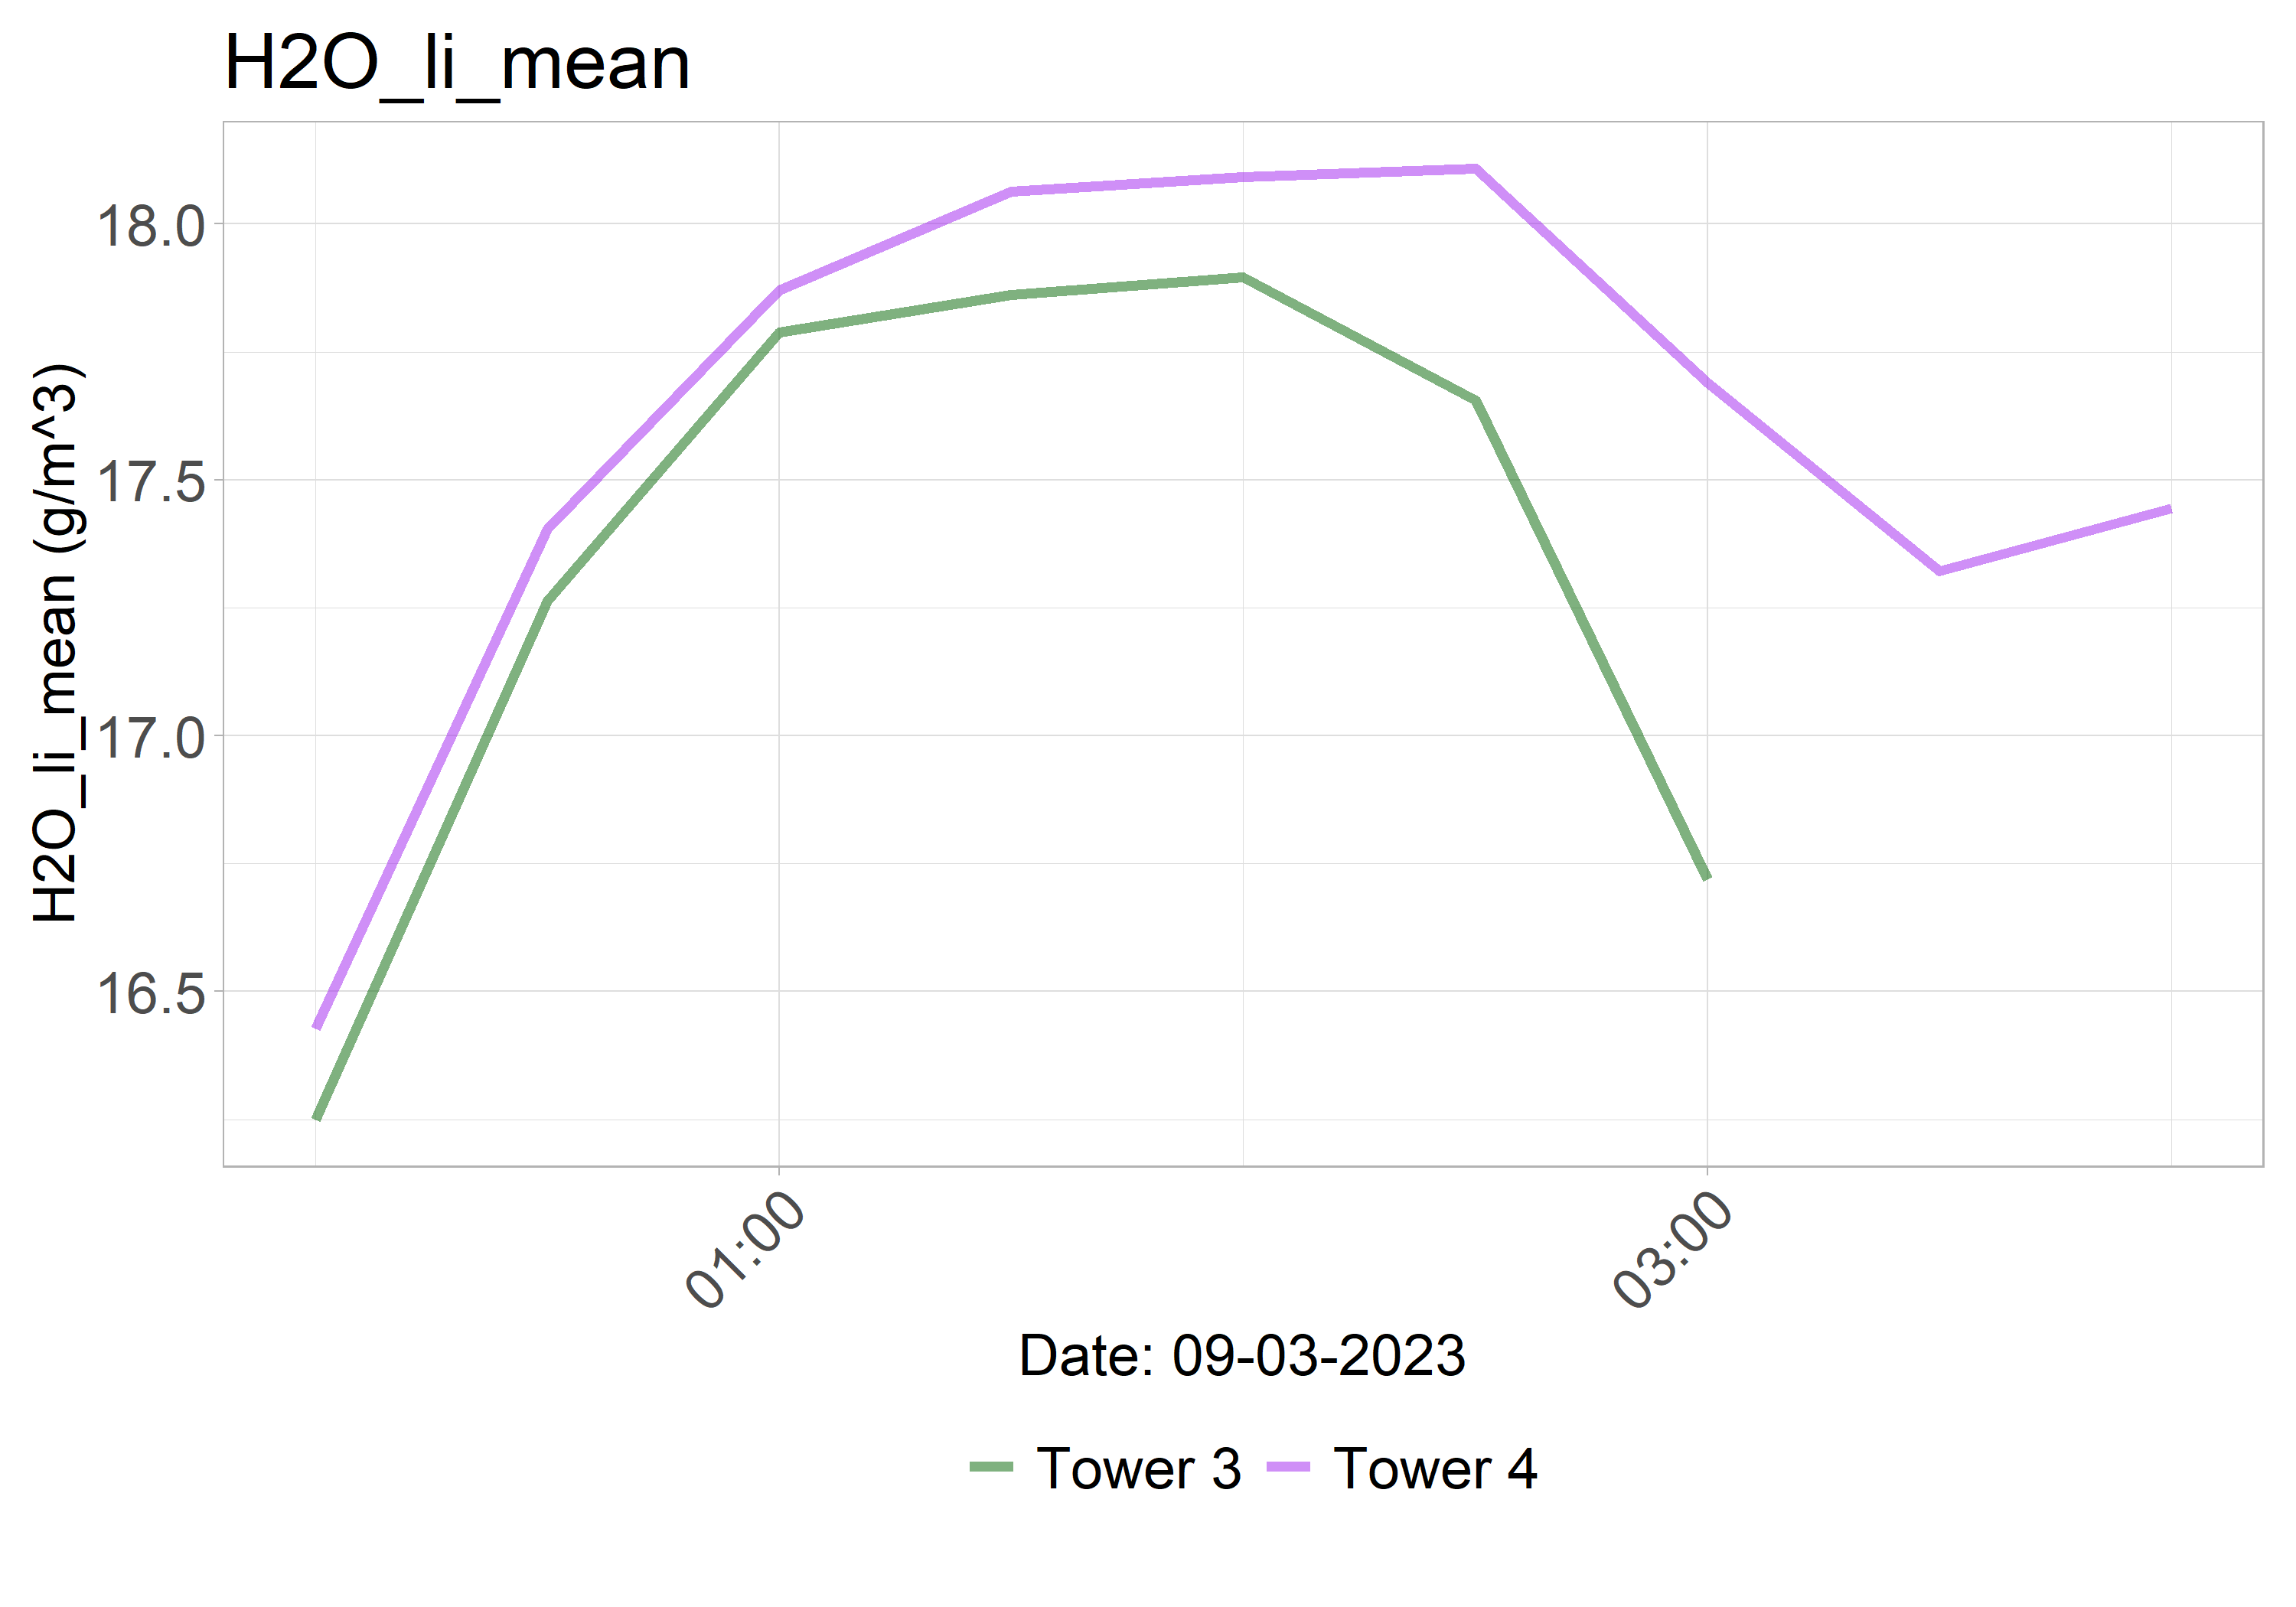 H2O_li_mean
H2O_li_mean (g/m^3)
18.0
17.5
17.0
16.5
01:00
03:00
Date: 09-03-2023
Tower 3
Tower 4